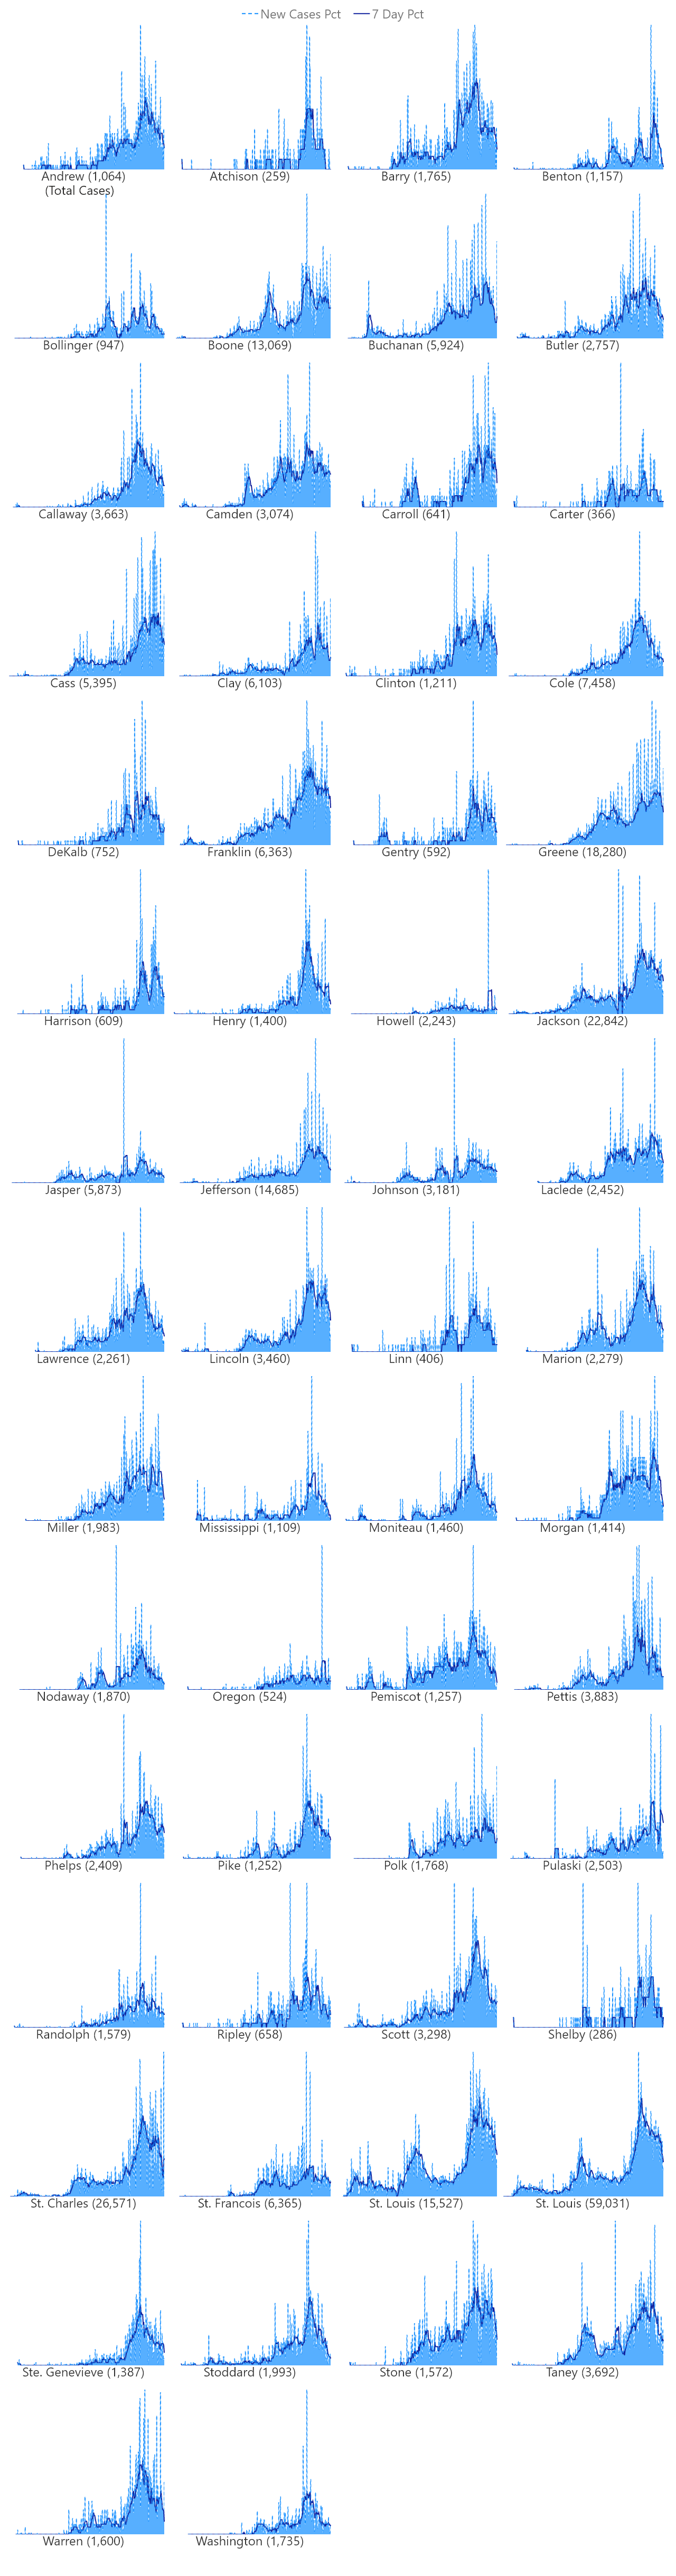 New Cases Pct 7 Day Pct
Andrew (1,064) Atchison (259) Barry (1,765) Benton (1,157)
(Total Cases)
Bollinger (947) Boone (13,069) Buchanan (5,924) Butler (2,757)
Callaway (3,663) Camden (3,074) Carroll (641) Carter (366)
Cass (5,395) Clay (6,103) Clinton (1,211) Cole (7,458)
DeKalb (752) Franklin (6,363) Gentry (592) Greene (18,280)
Harrison (609) Henry (1,400) Howell (2,243) Jackson (22,842)
Jasper (5,873) Jefferson (14,685) Johnson (3,181) Laclede (2,452)
Lawrence (2,261) Lincoln (3,460) Linn (406) Marion (2,279)
Miller (1,983) Mississippi (1,109) Moniteau (1,460) Morgan (1,414)
Nodaway (1,870) Oregon (524) Pemiscot (1,257) Pettis (3,883)
Phelps (2,409) Pike (1,252) Polk (1,768) Pulaski (2,503)
Randolph (1,579) Ripley (658) Scott (3,298) Shelby (286)
St. Charles (26,571) St. Francois (6,365) St. Louis (15,527) St. Louis (59,031)
Ste. Genevieve (1,387) Stoddard (1,993) Stone (1,572) Taney (3,692)
Warren (1,600) Washington (1,735)